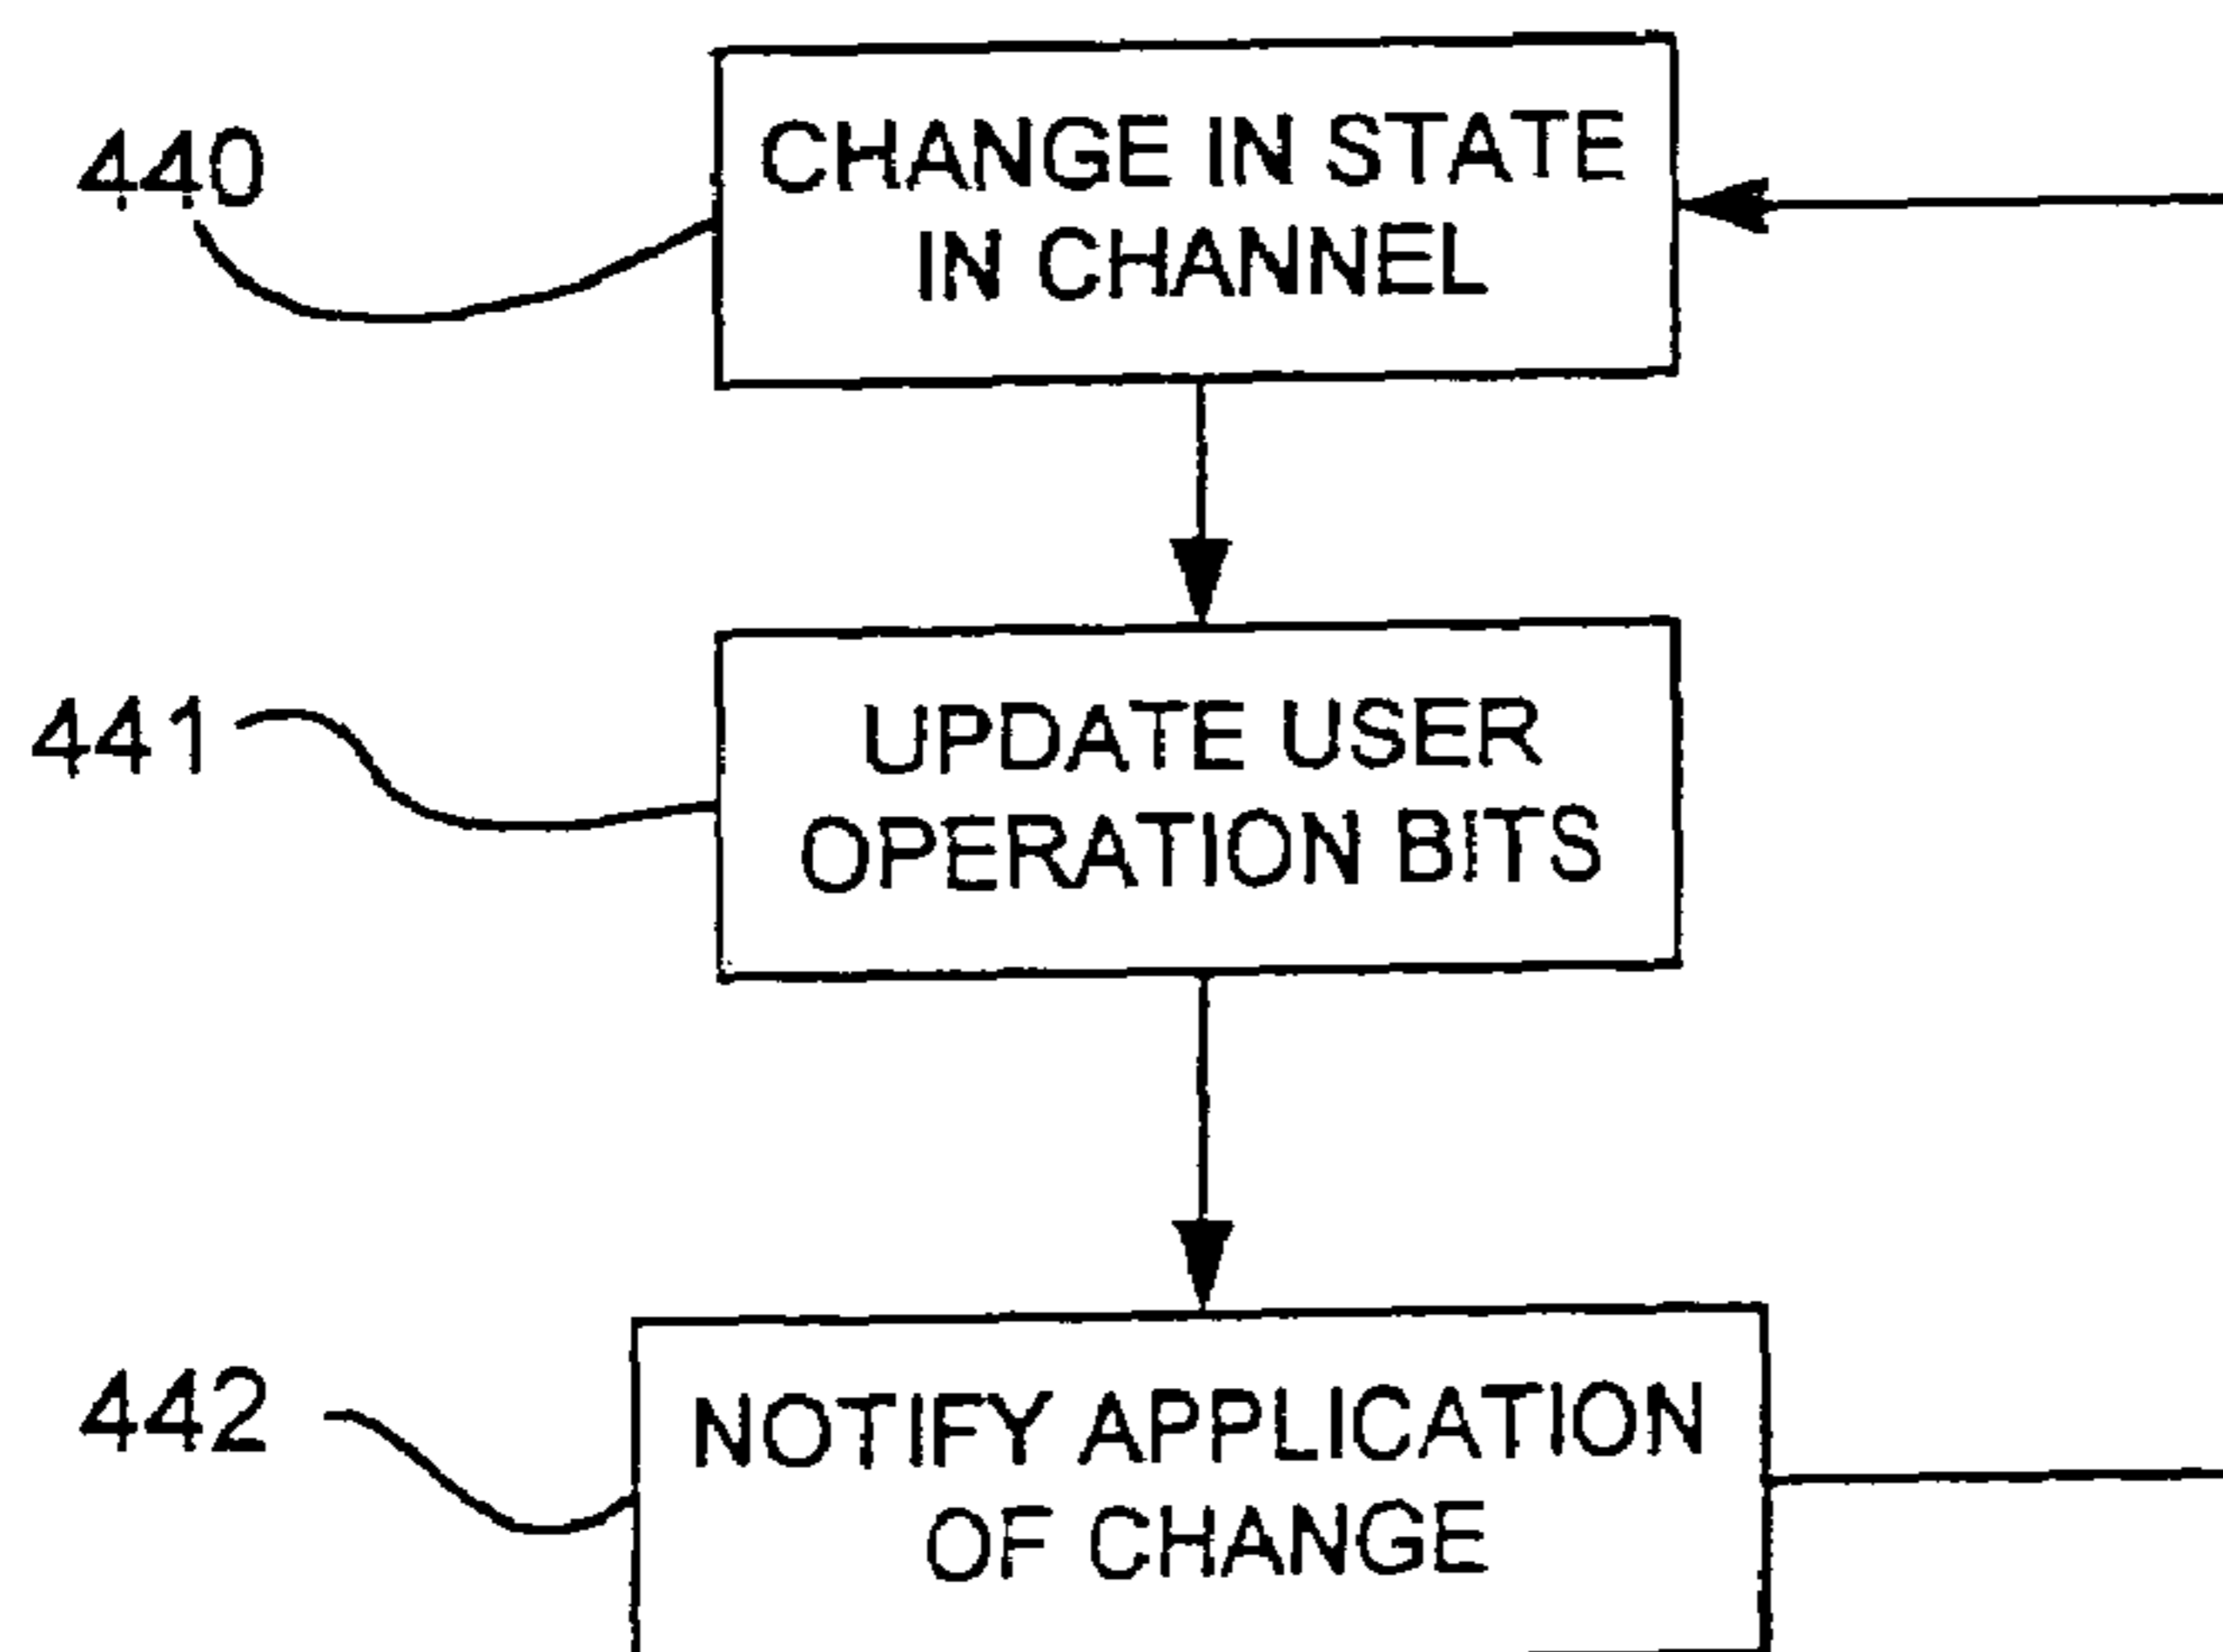 440
CHANGE IN STATE
IN CHANNEL
441
UPDATE USER
OPERATION BITS
442
NOTIFY APPLICATION
OF CHANGE